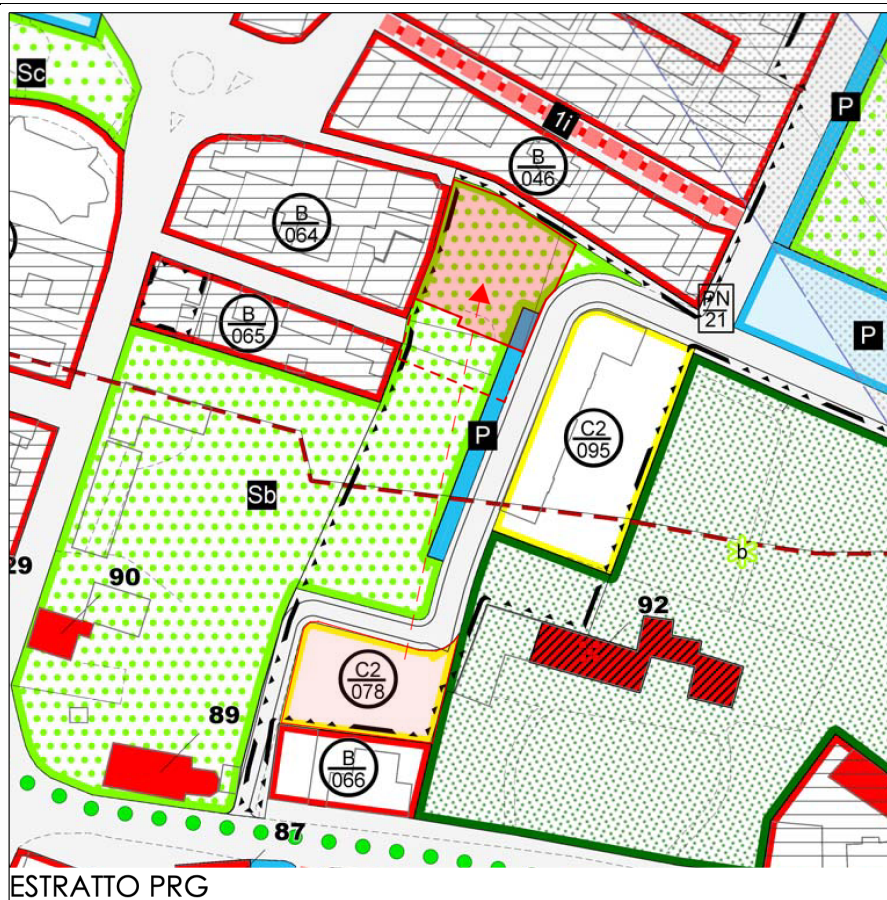 Sc
P
1i
B
046
B
064
B
065
PN
21
P
C2
095
P
Sb
b
29
90
92
C2
078
89
B
066
87
ESTRATTO PRG